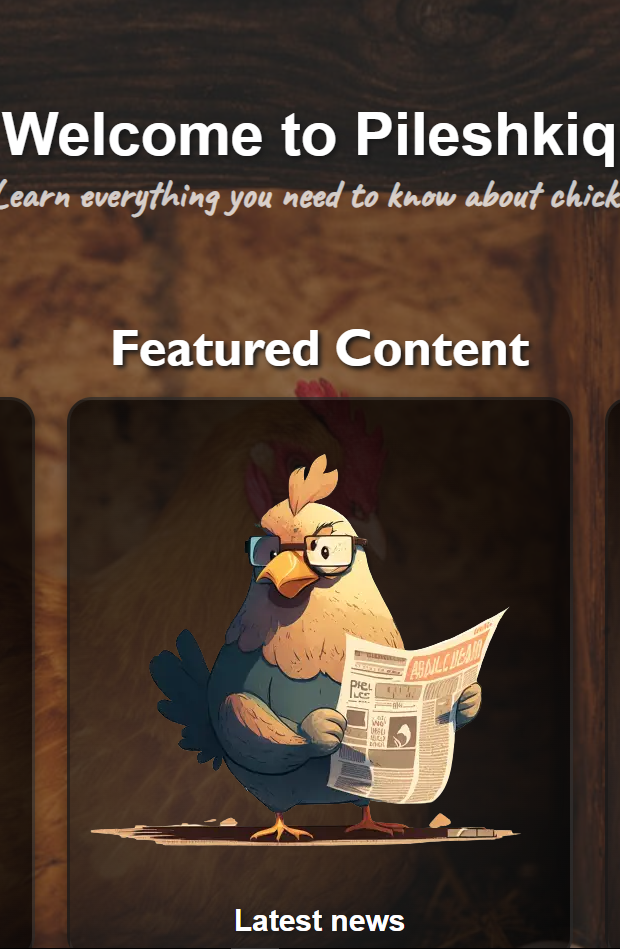 Welcome to Pileshkiq
Learn everything you need to know about chick
Featured Content
Latest news